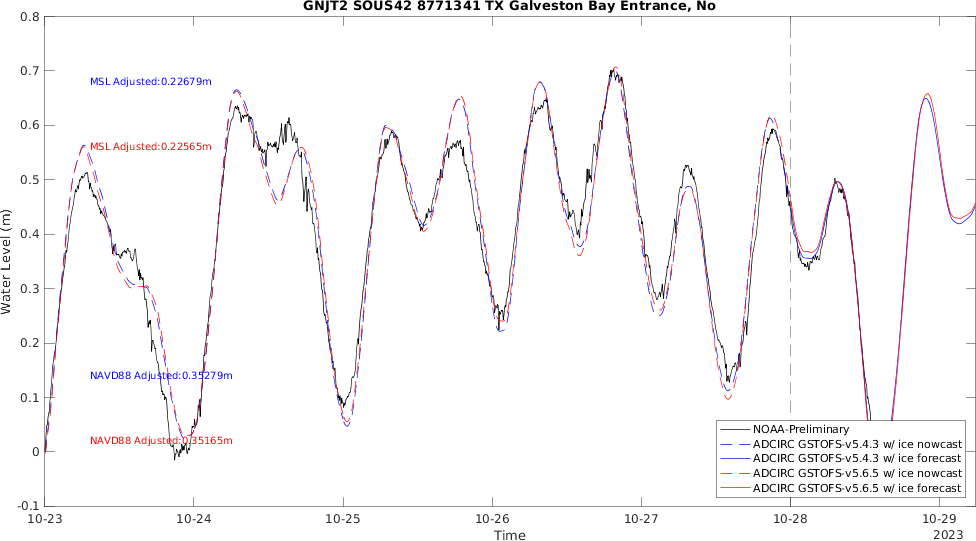 GNJT2 SOUS42 8771341 TX Galveston Bay Entrance, No
0.8
0.7
0.6
0.5
0.4
0.3
0.2
0.1
0
-0.1
Water Level (m)
MSL Adjusted:0.22679m
MSL Adjusted:0.22565m
NAVD88 Adjusted:0.35279m
NAVD88 Adjusted:0.35165m
NOAA-Preliminary
ADCIRC GSTOFS-v5.4.3 w/ ice nowcast
ADCIRC GSTOFS-v5.4.3 w/ ice forecast
ADCIRC GSTOFS-v5.6.5 w/ ice nowcast
ADCIRC GSTOFS-v5.6.5 w/ ice forecast
10-23 10-24 10-25 10-26 10-27 10-28 10-29
Time
2023